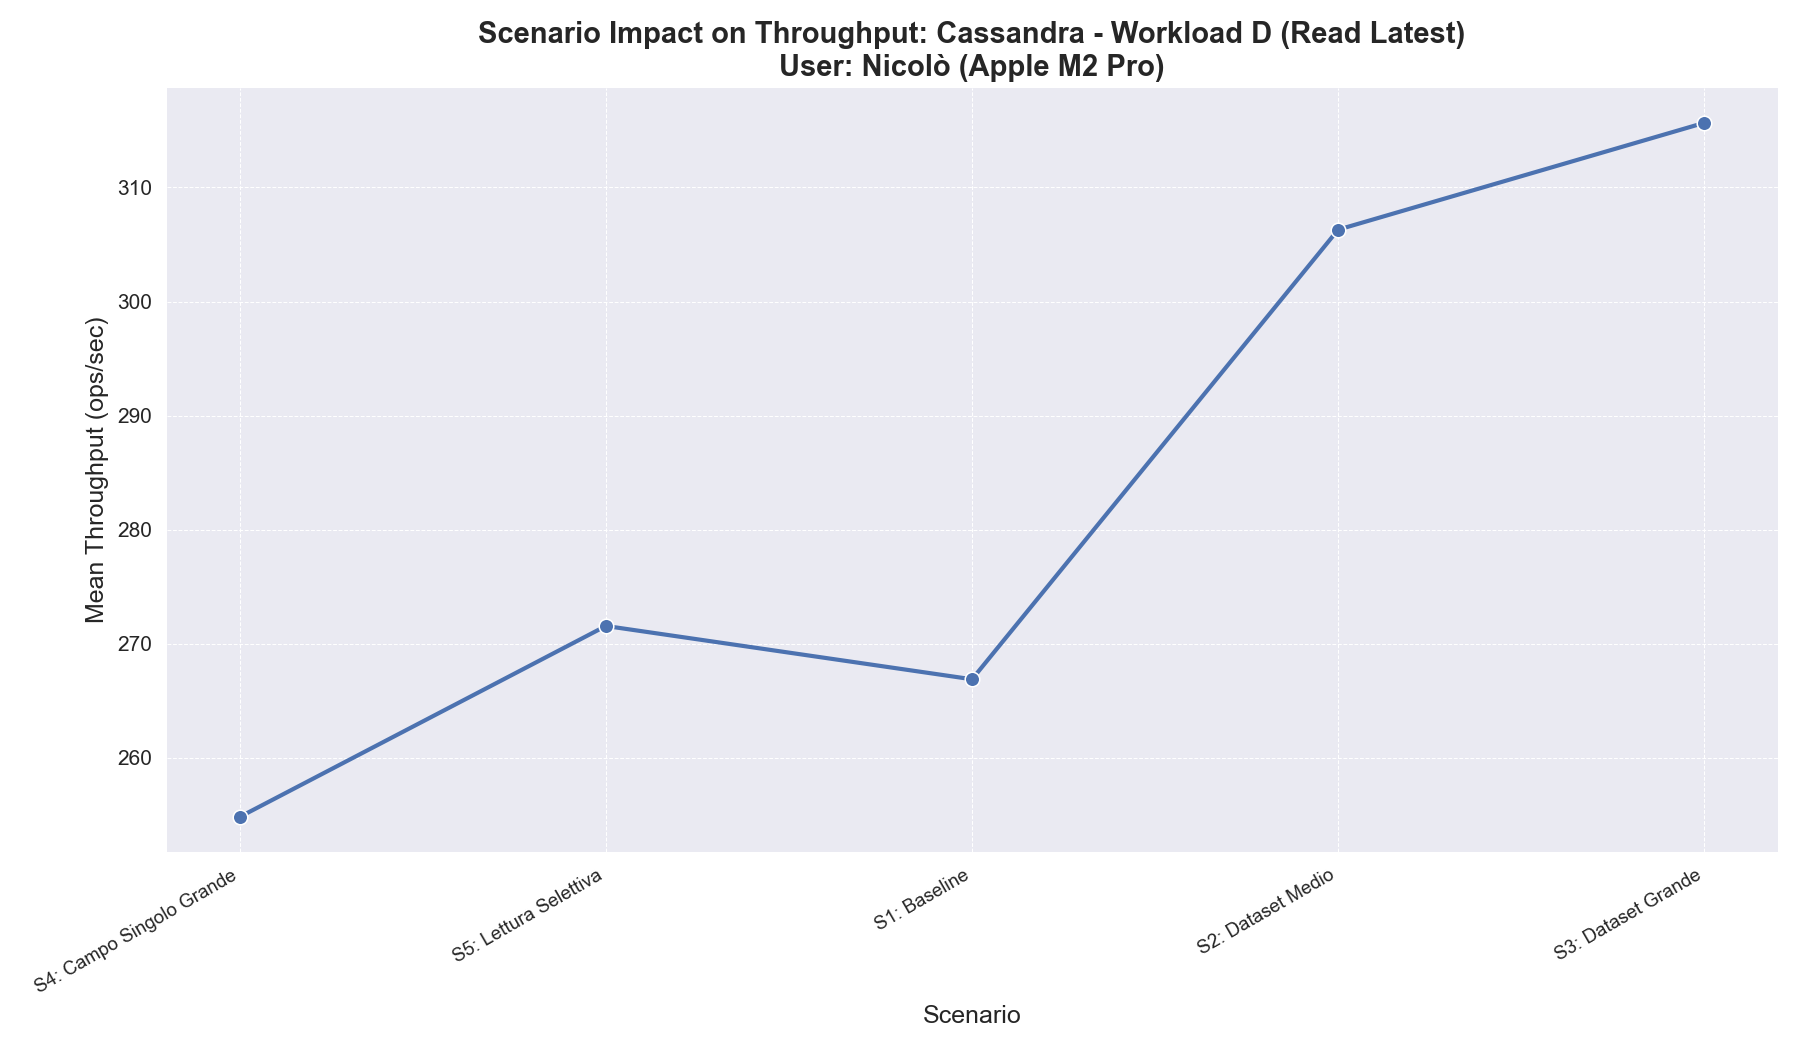 Scenario Impact on Throughput: Cassandra - Workload D (Read Latest)
User: Nicolò (Apple M2 Pro)
Mean Throughput (ops/sec)
310
300
290
280
270
260
S4: Campo Singolo Grande
S5: Lettura Selettiva
S1: Baseline
S2: Dataset Medio
S3: Dataset Grande
Scenario